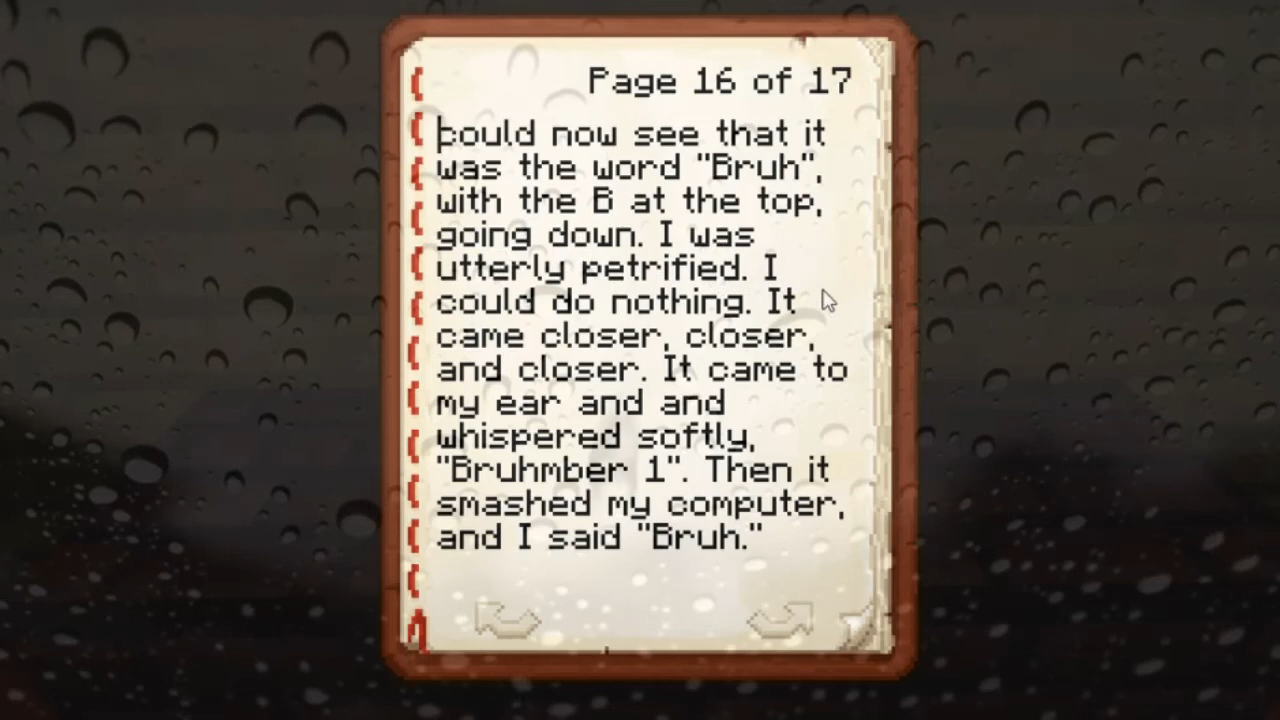 Page 16 of 17
could now see that it
was the word "Bruh",
with the B at the top,
going down. I was
utterly petrified. I
could do nothing. It
came closer, closer,
and closer. It came to
my ear and and
whispered softly,
"Bruhmber 1". Then it
smashed my computer,
and I said "Bruh."